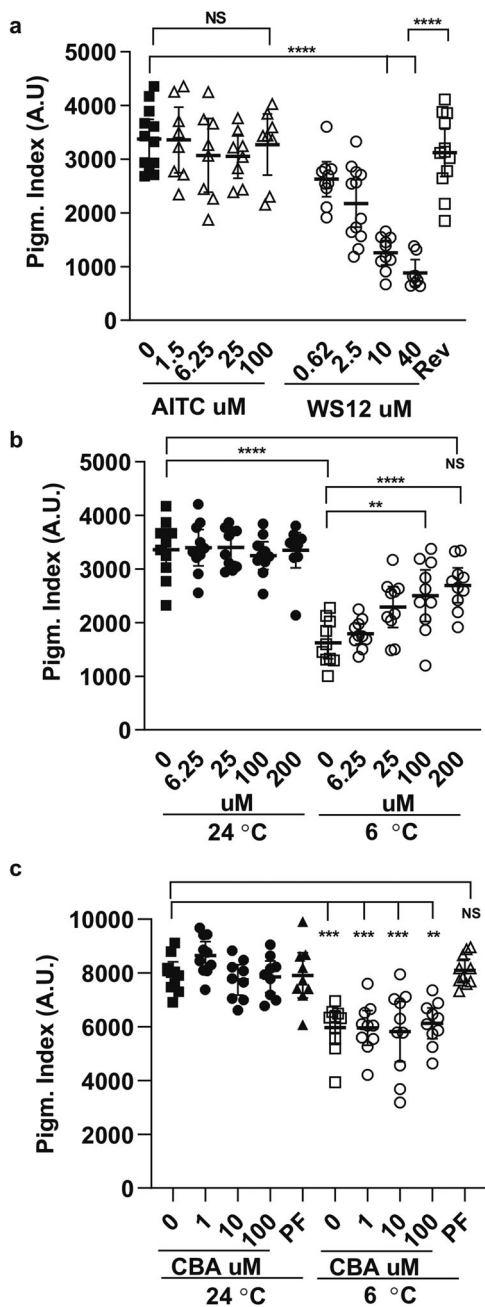 a
NS
****
****
Pigm. Index (A.U)
5000
4000
3000
2000
1000
0
0 1.5 6.25 25 100 0.62 2.5 10 40 Rev
AITC uM WS12 uM
b
NS
****
****
**
Pigm. Index (A.U.)
5000
4000
3000
2000
1000
0
0 6.25 25 100 200 0 6.25 25 100 200
uM uM
24 °C 6 °C
c
NS
*** *** *** **
Pigm. Index (A.U.)
10000
8000
6000
4000
2000
0
0 1 10 100 PF 0 1 10 100 PF
CBA uM CBA uM
24 °C 6 °C